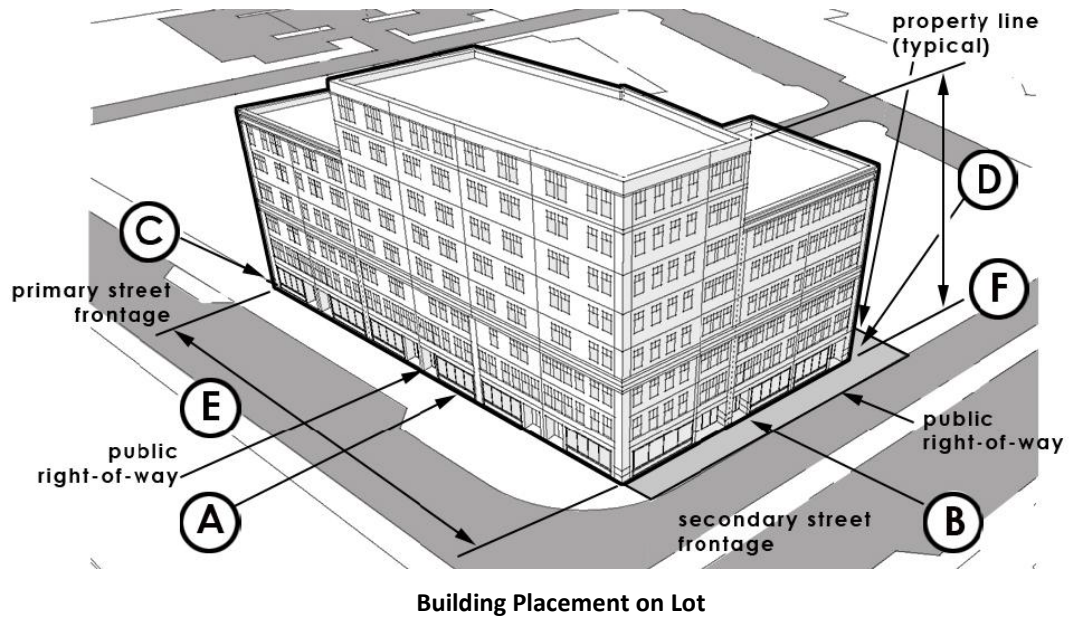 property line
(typical)
D
C
F
primary street
frontage
E
public
right-of-way
public
right-of-way
A
secondary street
frontage
B
Building Placement on Lot